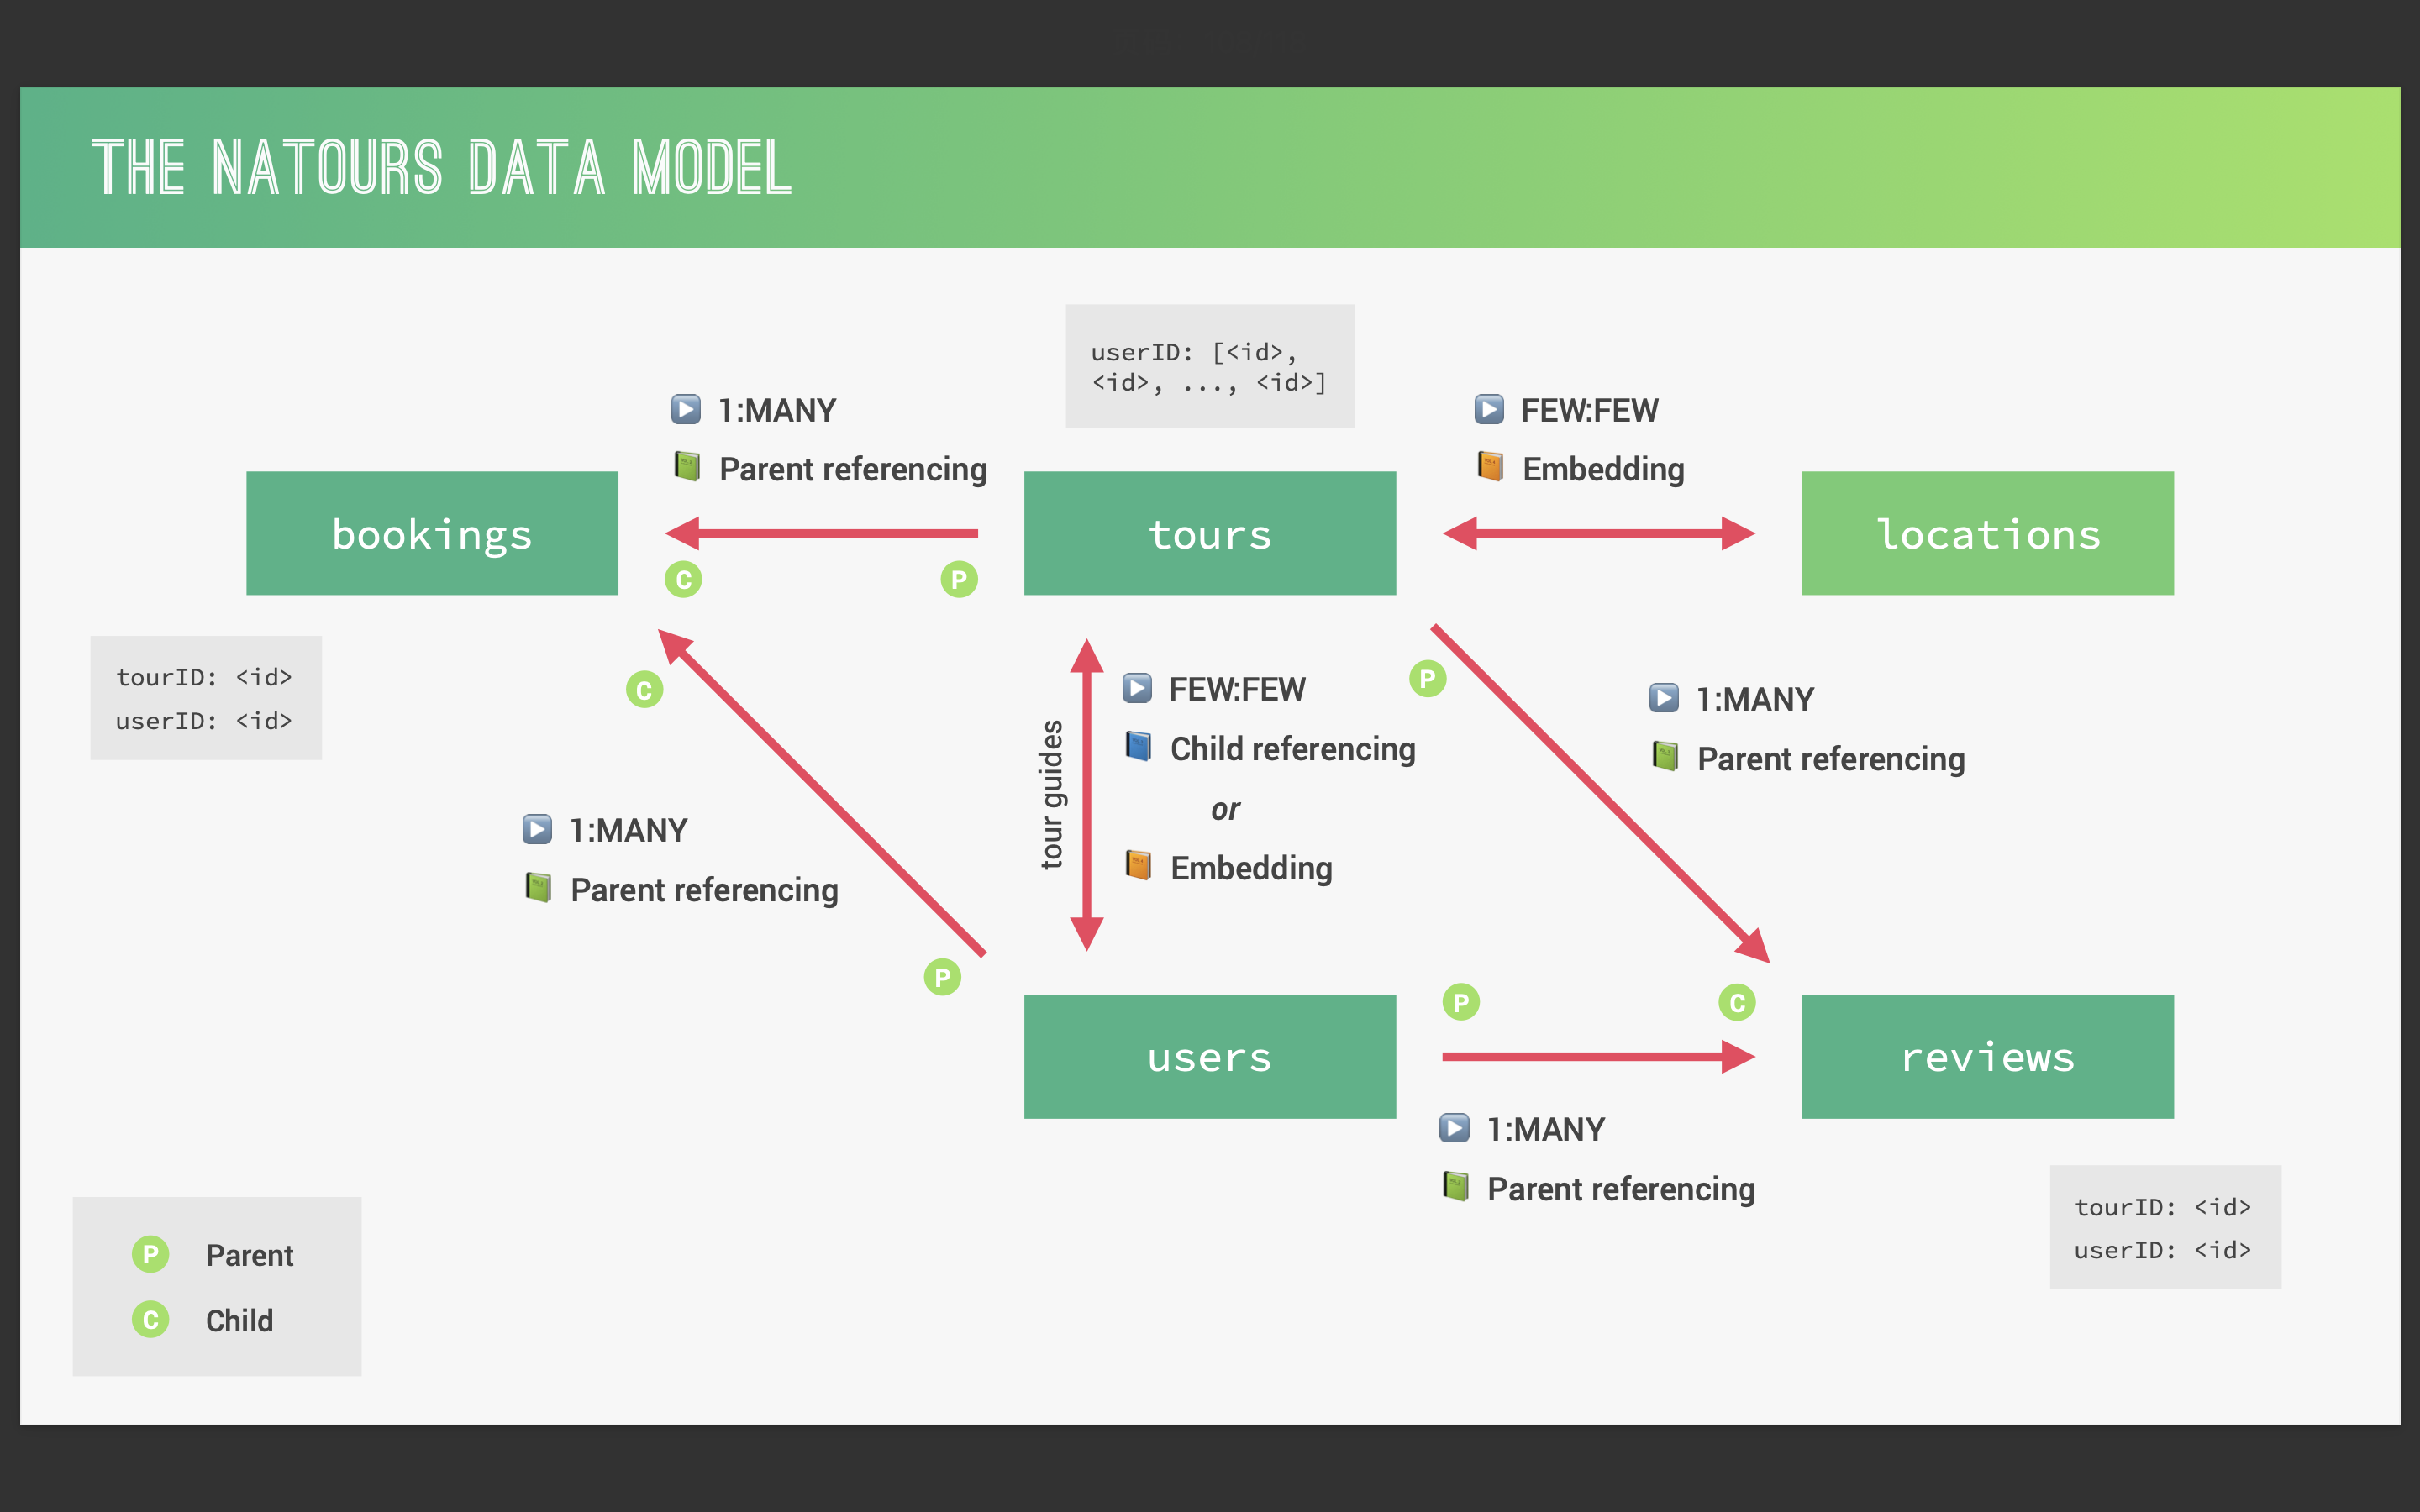 THE NATOURS DATA MODEL
userID: [<id>,
<id>, ..., <id>]
1:MANY
Parent referencing
FEW:FEW
Embedding
bookings
tours
locations
C
P
tourID: <id>
userID: <id>
C
1:MANY
Parent referencing
P
tour guides
FEW:FEW
Child referencing
or
Embedding
P
1:MANY
Parent referencing
users
P
C
reviews
1:MANY
Parent referencing
tourID: <id>
userID: <id>
P Parent
C Child